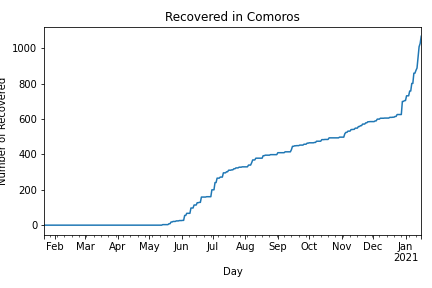 Recovered in Comoros
Number of Recovered
1000
800
600
400
200
0
Feb Mar Apr May Jun Jul Aug Sep Oct Nov Dec Jan
2021
Day